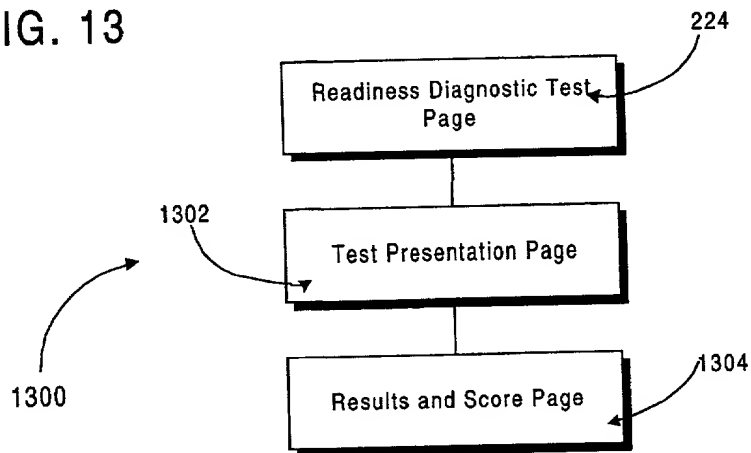 IG. 13
224
Readiness Diagnostic Test
Page
1302
Test Presentation Page
1304
1300
Results and Score Page